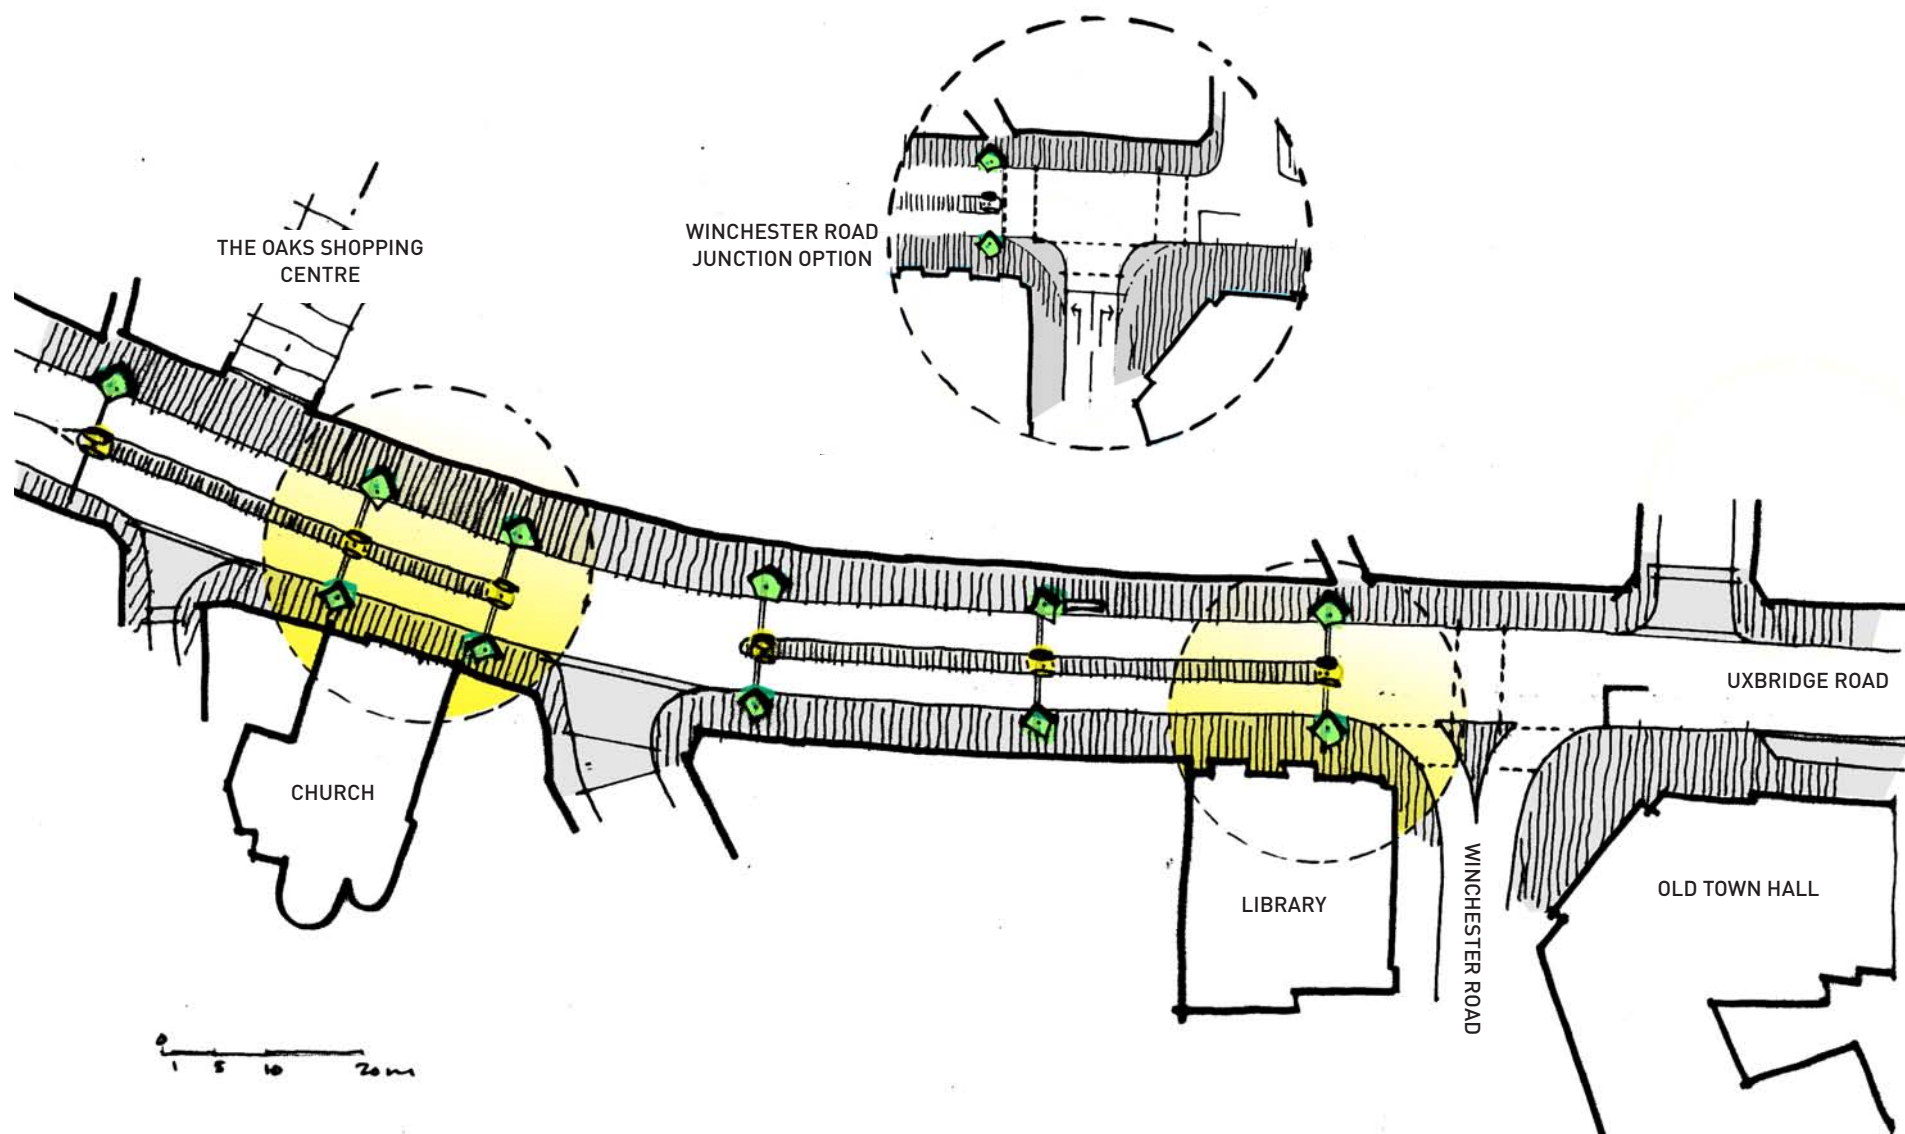 WINCHESTER ROAD
JUNCTION OPTION
THE OAKS SHOPPING
CENTRE
UXBRIDGE ROAD
CHURCH
LIBRARY
WINCHESTER ROAD
OLD TOWN HALL
0
1 5 10 20m